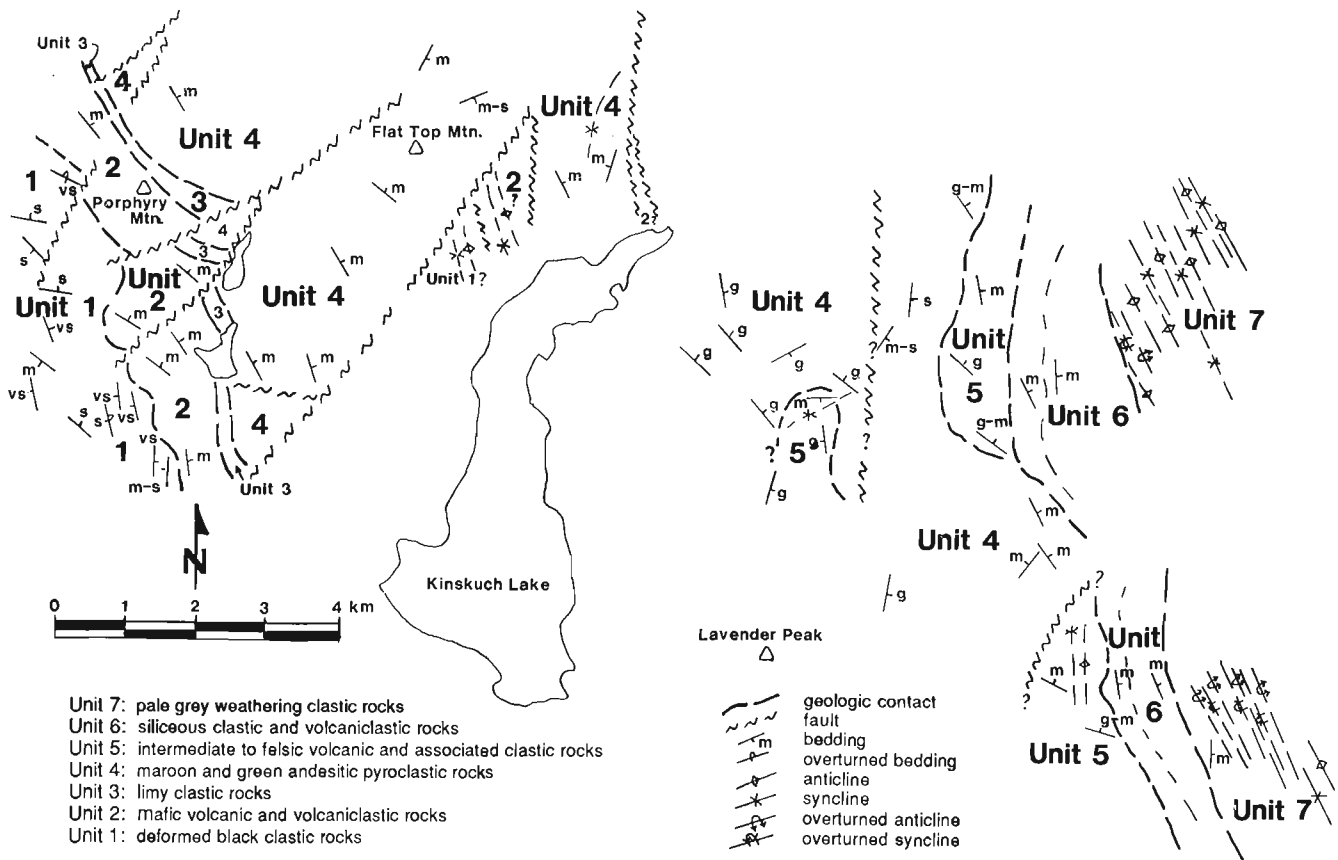 Unit 3
4
m
m
m
m-s
Unit 4
Unit 4
Flat Top Mtn.
m
1
2
vs
Porphyry
Mtn.
3
m
m
2
?
s
4
3
2?
g-m
s
s
m
m
Unit 1?
Unit
2
Unit 4
Unit
1
vs
m
3
m
g
Unit 4
s
m
Unit 7
m
m
m
m
g
m-s
Unit
vs
g
g
?
g
m
m
5
g
g
m
Unit 6
s
vs
vs
2
4
g-m
1
vs
g
?
5
?
g
?
m
m-s
Unit 3
g
N
Unit 4
m
m
m
Kinskuch Lake
?
g
0 1 2 3 4 km
Lavender Peak
Unit
m
m
m
6
?
g-m
Unit 5
m
Unit 7
Unit 7: pale grey weathering clastic rocks
Unit 6: siliceous clastic and volcaniclastic rocks
Unit 5: intermediate to felsic volcanic and associated clastic rocks
Unit 4: maroon and green andesitic pyroclastic rocks
Unit 3: limy clastic rocks
Unit 2: mafic volcanic and volcaniclastic rocks
Unit 1: deformed black clastic rocks
geologic contact
fault
m bedding
overturned bedding
anticline
syncline
overturned anticline
overturned syncline